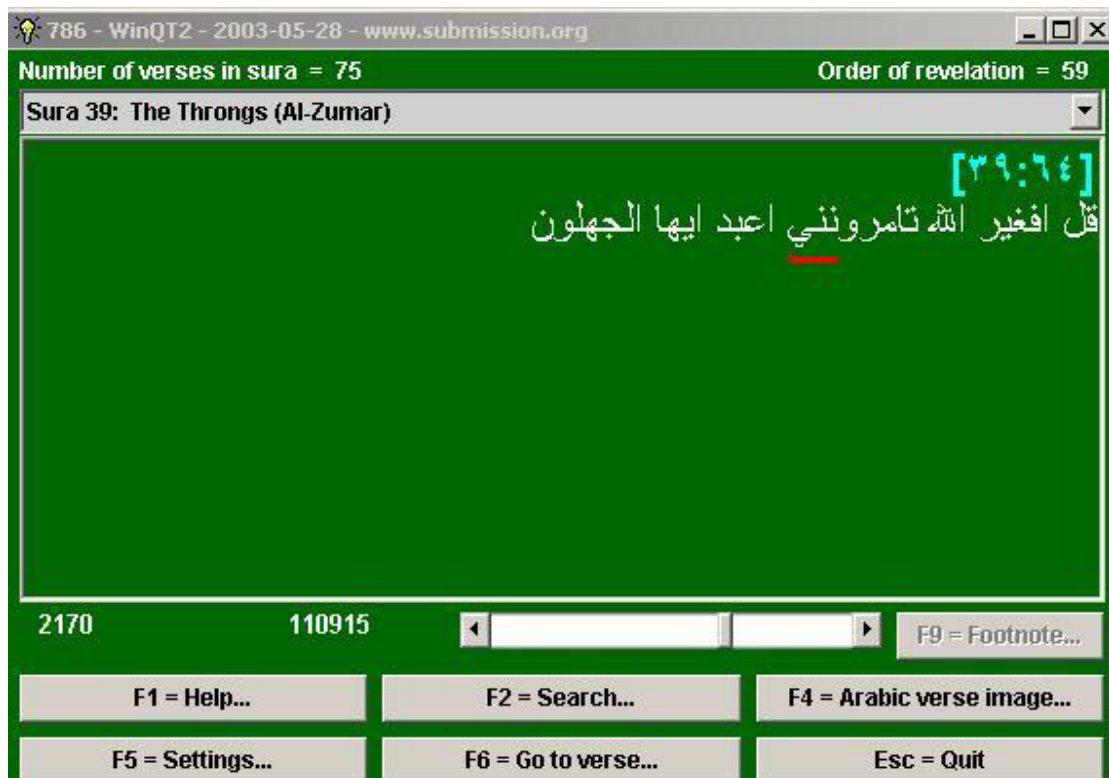 786 - WinQT2 - 2003-05-28 - www.submission.org
Number of verses in sura = 75 Order of revelation = 59
Sura 39: The Throngs (Al-Zumar)
[٣٩:٦٤]
قل افغير الله تامرونني اعبد ايها الجهلون
2170 110915 F9 = Footnote...
F1 = Help... F2 = Search... F4 = Arabic verse image...
F5 = Settings... F6 = Go to verse... Esc = Quit